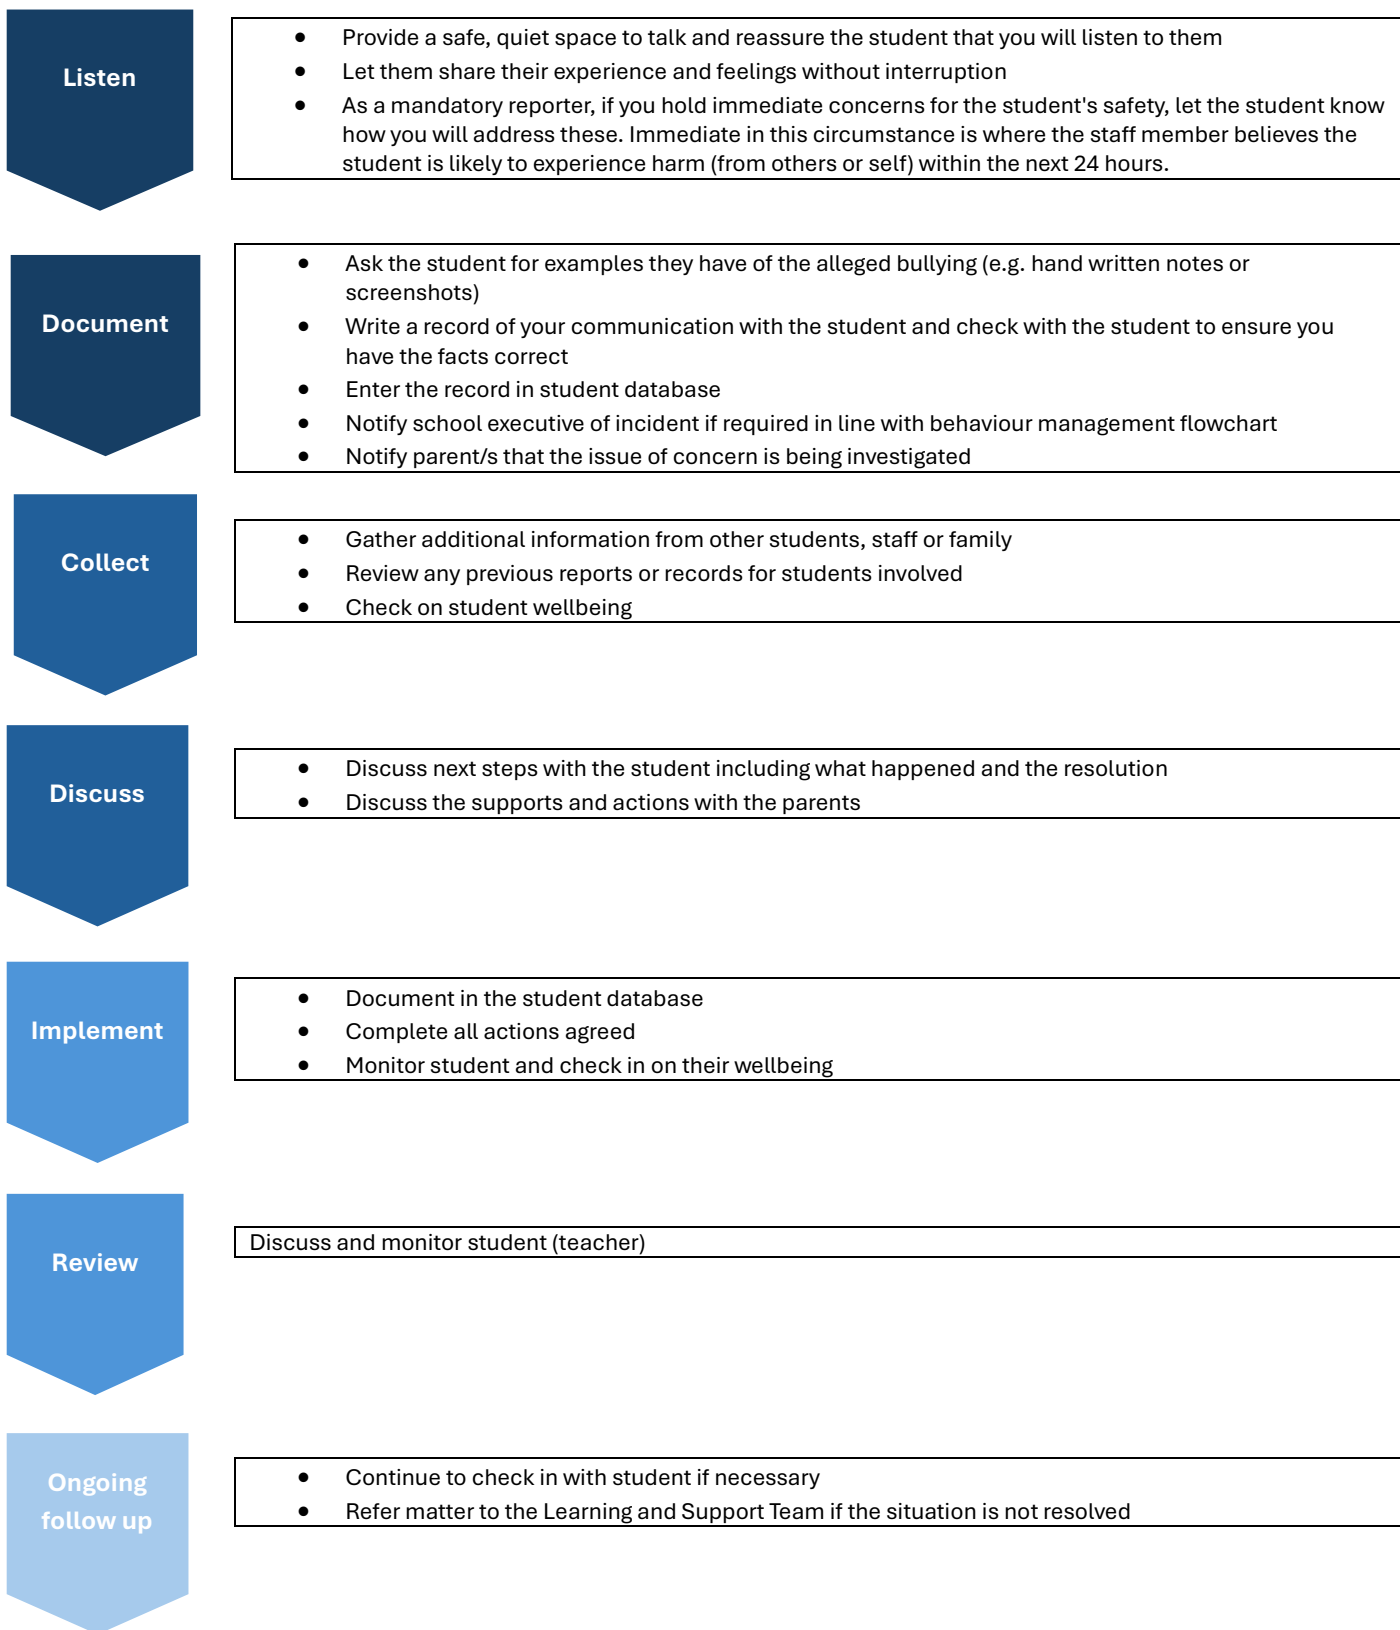 Listen
• Provide a safe, quiet space to talk and reassure the student that you will listen to them
• Let them share their experience and feelings without interruption
• As a mandatory reporter, if you hold immediate concerns for the student's safety, let the student know
how you will address these. Immediate in this circumstance is where the staff member believes the
student is likely to experience harm (from others or self) within the next 24 hours.
Document
• Ask the student for examples they have of the alleged bullying (e.g. hand written notes or
screenshots)
• Write a record of your communication with the student and check with the student to ensure you
have the facts correct
• Enter the record in student database
• Notify school executive of incident if required in line with behaviour management flowchart
• Notify parent/s that the issue of concern is being investigated
Collect
• Gather additional information from other students, staff or family
• Review any previous reports or records for students involved
• Check on student wellbeing
Discuss
• Discuss next steps with the student including what happened and the resolution
• Discuss the supports and actions with the parents
Implement
• Document in the student database
• Complete all actions agreed
• Monitor student and check in on their wellbeing
Review
Discuss and monitor student (teacher)
Ongoing
follow up
• Continue to check in with student if necessary
• Refer matter to the Learning and Support Team if the situation is not resolved